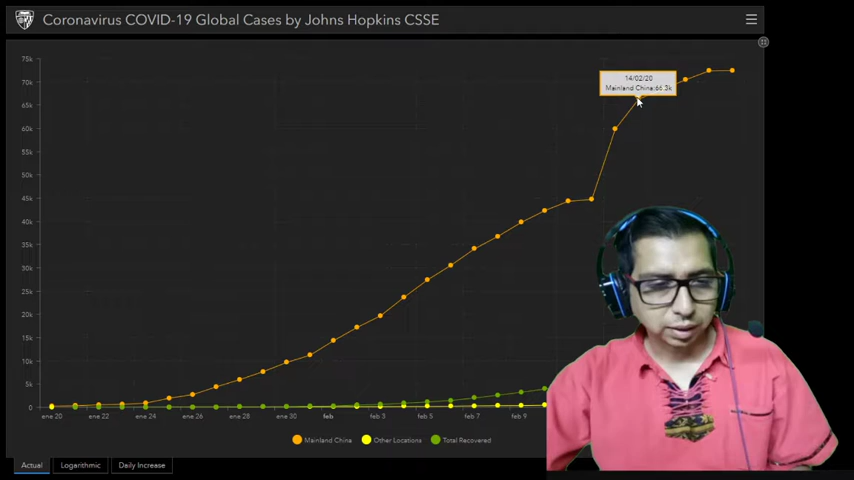 Coronavirus COVID-19 Global Cases by Johns Hopkins CSSE
75k
70k
65k
60k
55k
50k
45k
40k
35k
30k
25k
20k
15k
10k
5k
0
14/02/20
Mainland China:66.3k
ene 20
ene 22
ene 24
ene 26
ene 28
ene 30
feb
feb 3
feb 5
feb 7
feb 9
Mainland China
Other Locations
Total Recovered
Actual
Logarithmic
Daily Increase